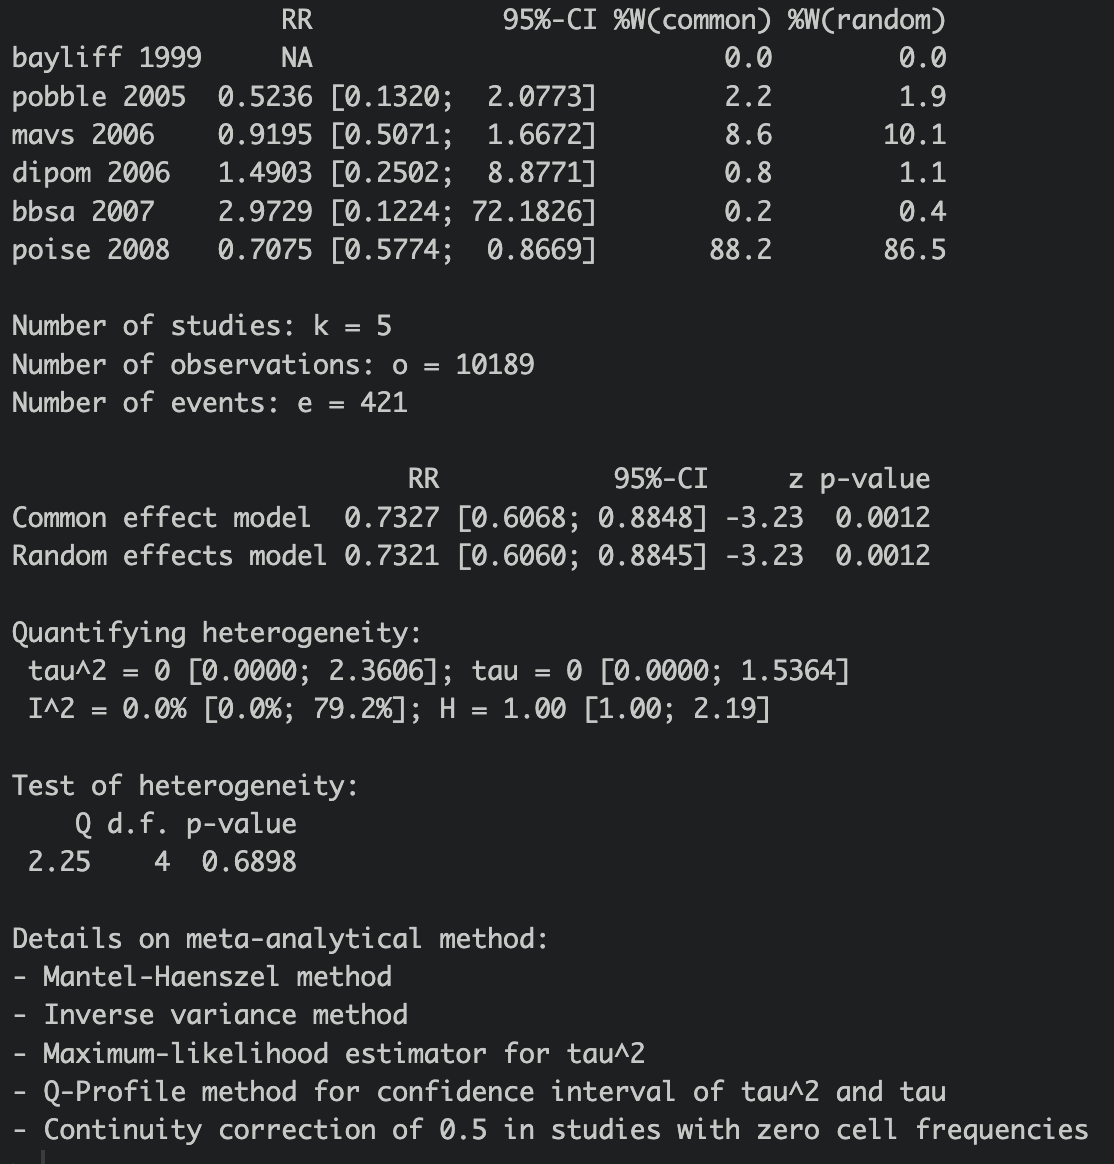 RR 95%-CI %W(common) %W(random)
bayliff 1999 NA 0.0 0.0
pobble 2005 0.5236 [0.1320; 2.0773] 2.2 1.9
mavs 2006 0.9195 [0.5071; 1.6672] 8.6 10.1
dipom 2006 1.4903 [0.2502; 8.8771] 0.8 1.1
bbsa 2007 2.9729 [0.1224; 72.1826] 0.2 0.4
poise 2008 0.7075 [0.5774; 0.8669] 88.2 86.5
Number of studies: k = 5
Number of observations: o = 10189
Number of events: e = 421
RR 95%-CI z p-value
Common effect model 0.7327 [0.6068; 0.8848] -3.23 0.0012
Random effects model 0.7321 [0.6060; 0.8845] -3.23 0.0012
Quantifying heterogeneity:
tau^2 = 0 [0.0000; 2.3606]; tau = 0 [0.0000; 1.5364]
I^2 = 0.0% [0.0%; 79.2%]; H = 1.00 [1.00; 2.19]
Test of heterogeneity:
Q d.f. p-value
2.25 4 0.6898
Details on meta-analytical method:
- Mantel-Haenszel method
- Inverse variance method
- Maximum-likelihood estimator for tau^2
- Q-Profile method for confidence interval of tau^2 and tau
- Continuity correction of 0.5 in studies with zero cell frequencies